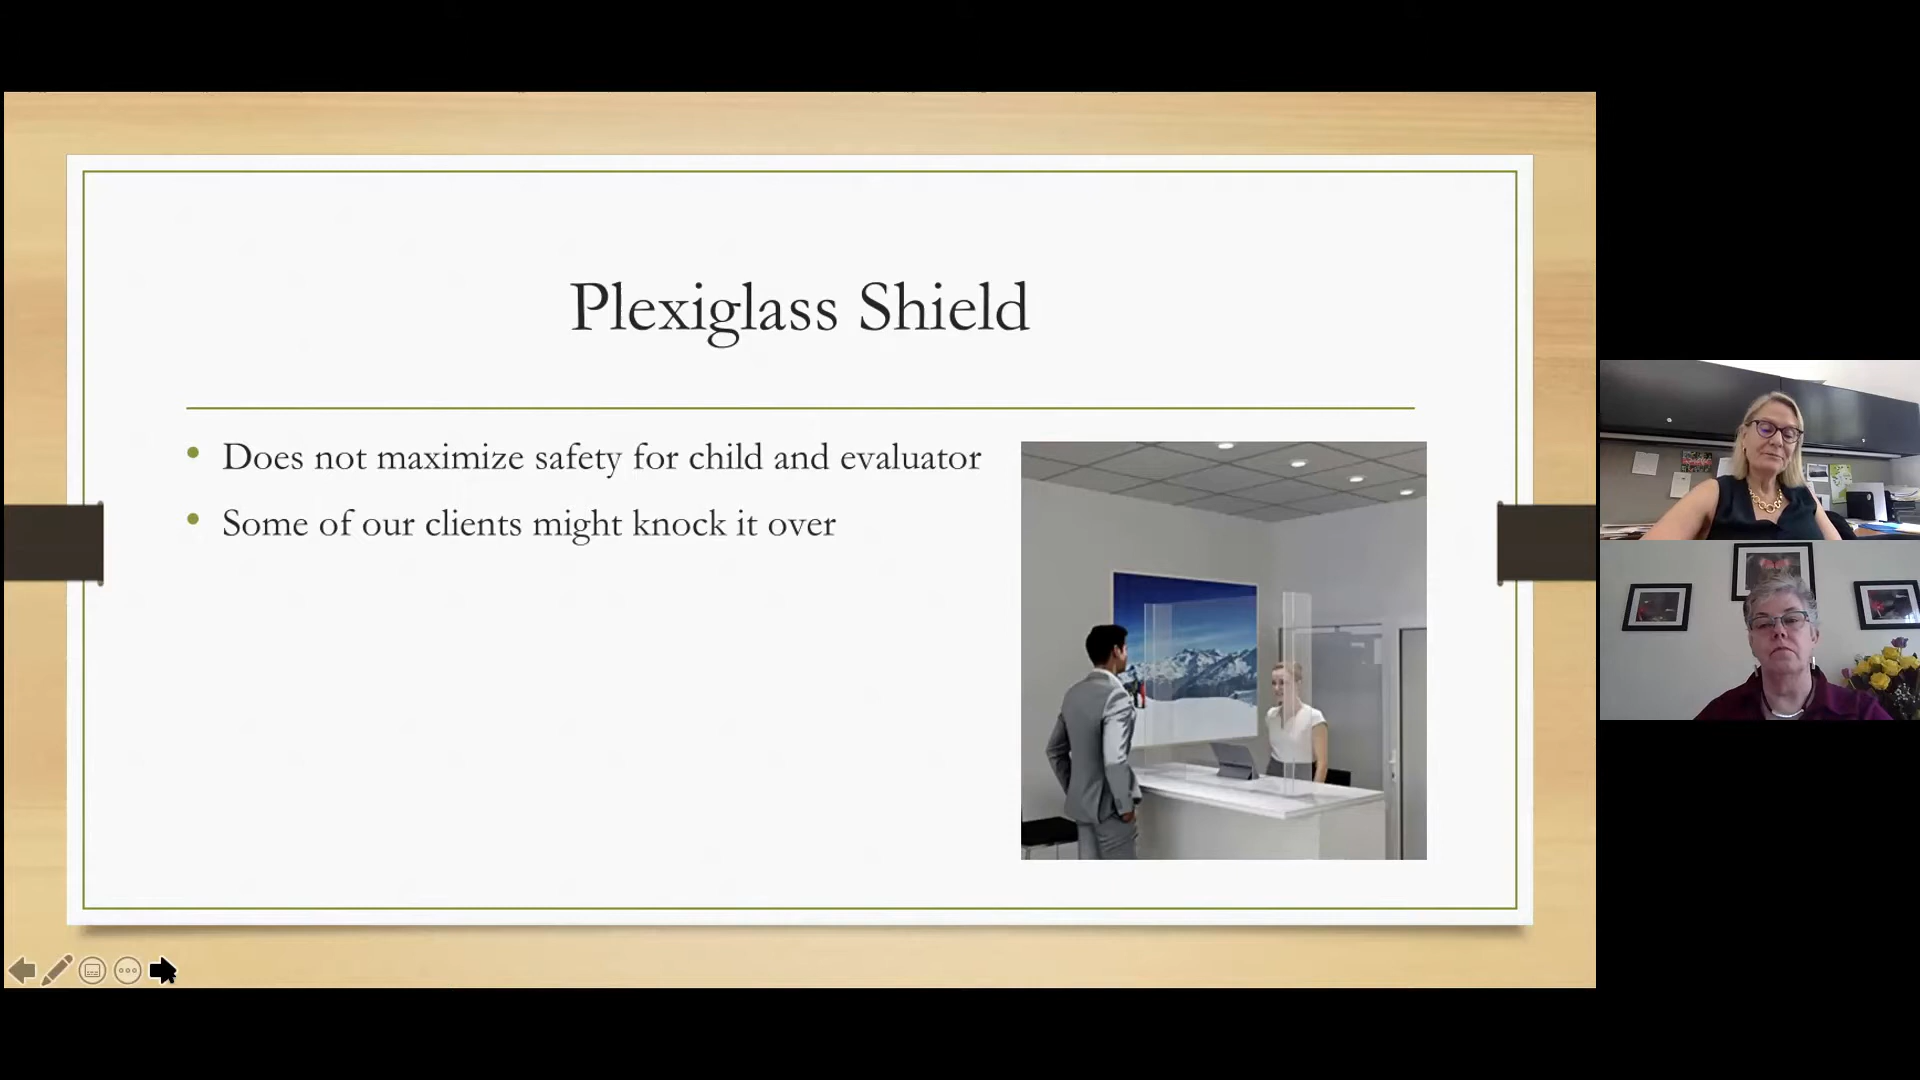 Plexiglass Shield
Does not maximize safety for child and evaluator
Some of our clients might knock it over